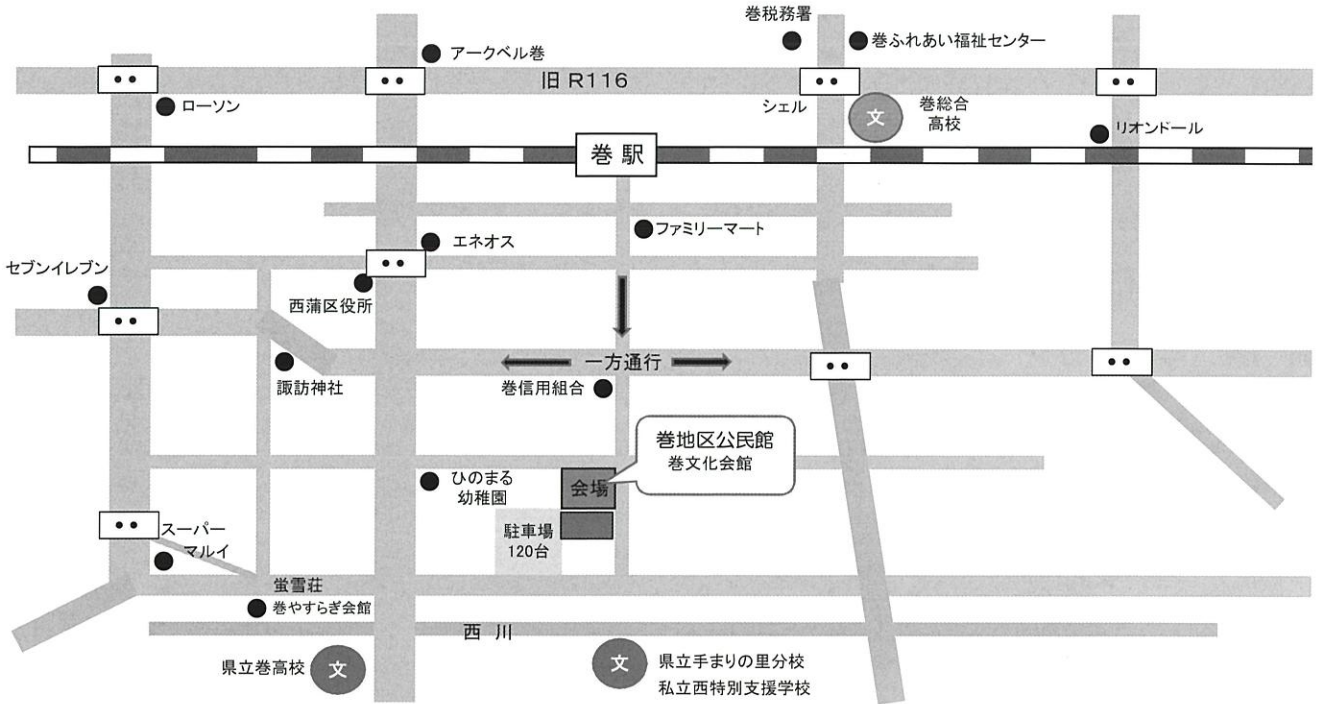 巻税務署
アークベル巻
巻ふれあい福祉センター
旧 R116
ローソン
シェル
文
巻総合
高校
リオンドール
巻 駅
ファミリーマート
エネオス
セブンイレブン
西蒲区役所
一方通行
諏訪神社
巻信用組合
巻地区公民館
巻文化会館
ひのまる
幼稚園
会場
駐車場
120台
スーパー
マルイ
蛍雪荘
巻やすらぎ会館
西 川
県立巻高校
文
文
県立手まりの里分校
私立西特別支援学校